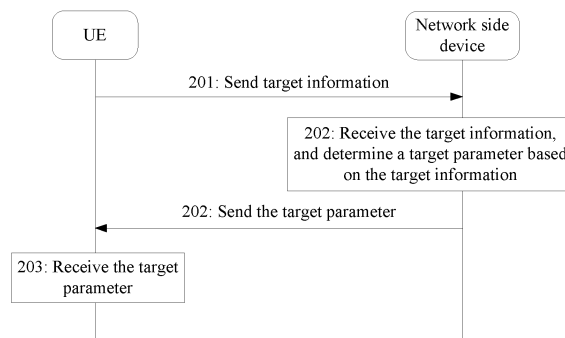 UE
Network side
device
201: Send target information
202: Receive the target information,
and determine a target parameter based
on the target information
202: Send the target parameter
203: Receive the target
parameter